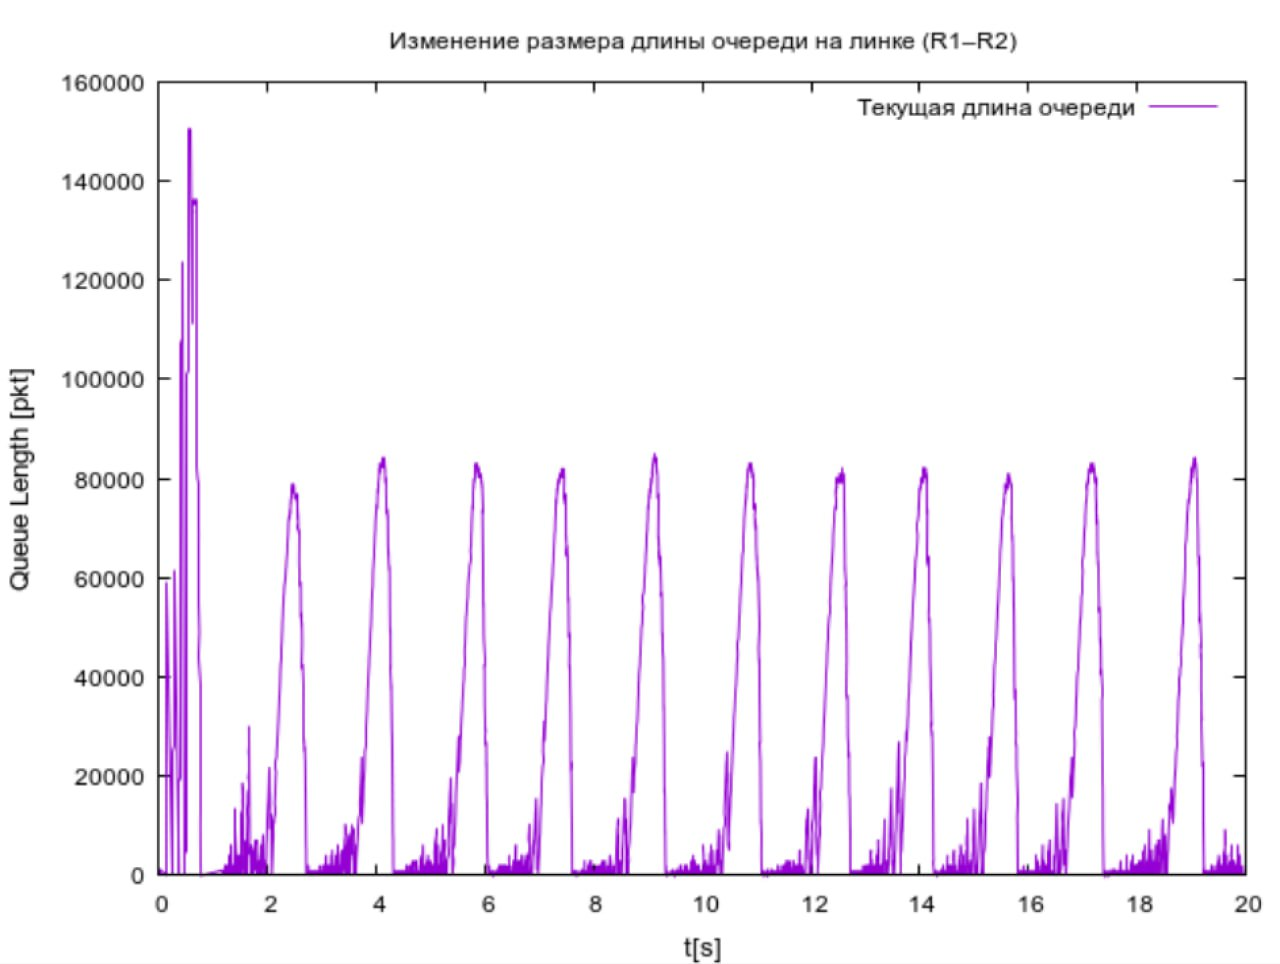 Изменение размера длины очереди на линке (R1–R2)
Текущая длина очереди
160000
140000
120000
100000
80000
60000
40000
20000
0
Queue Length [pkt]
0 2 4 6 8 10 12 14 16 18 20
t[s]